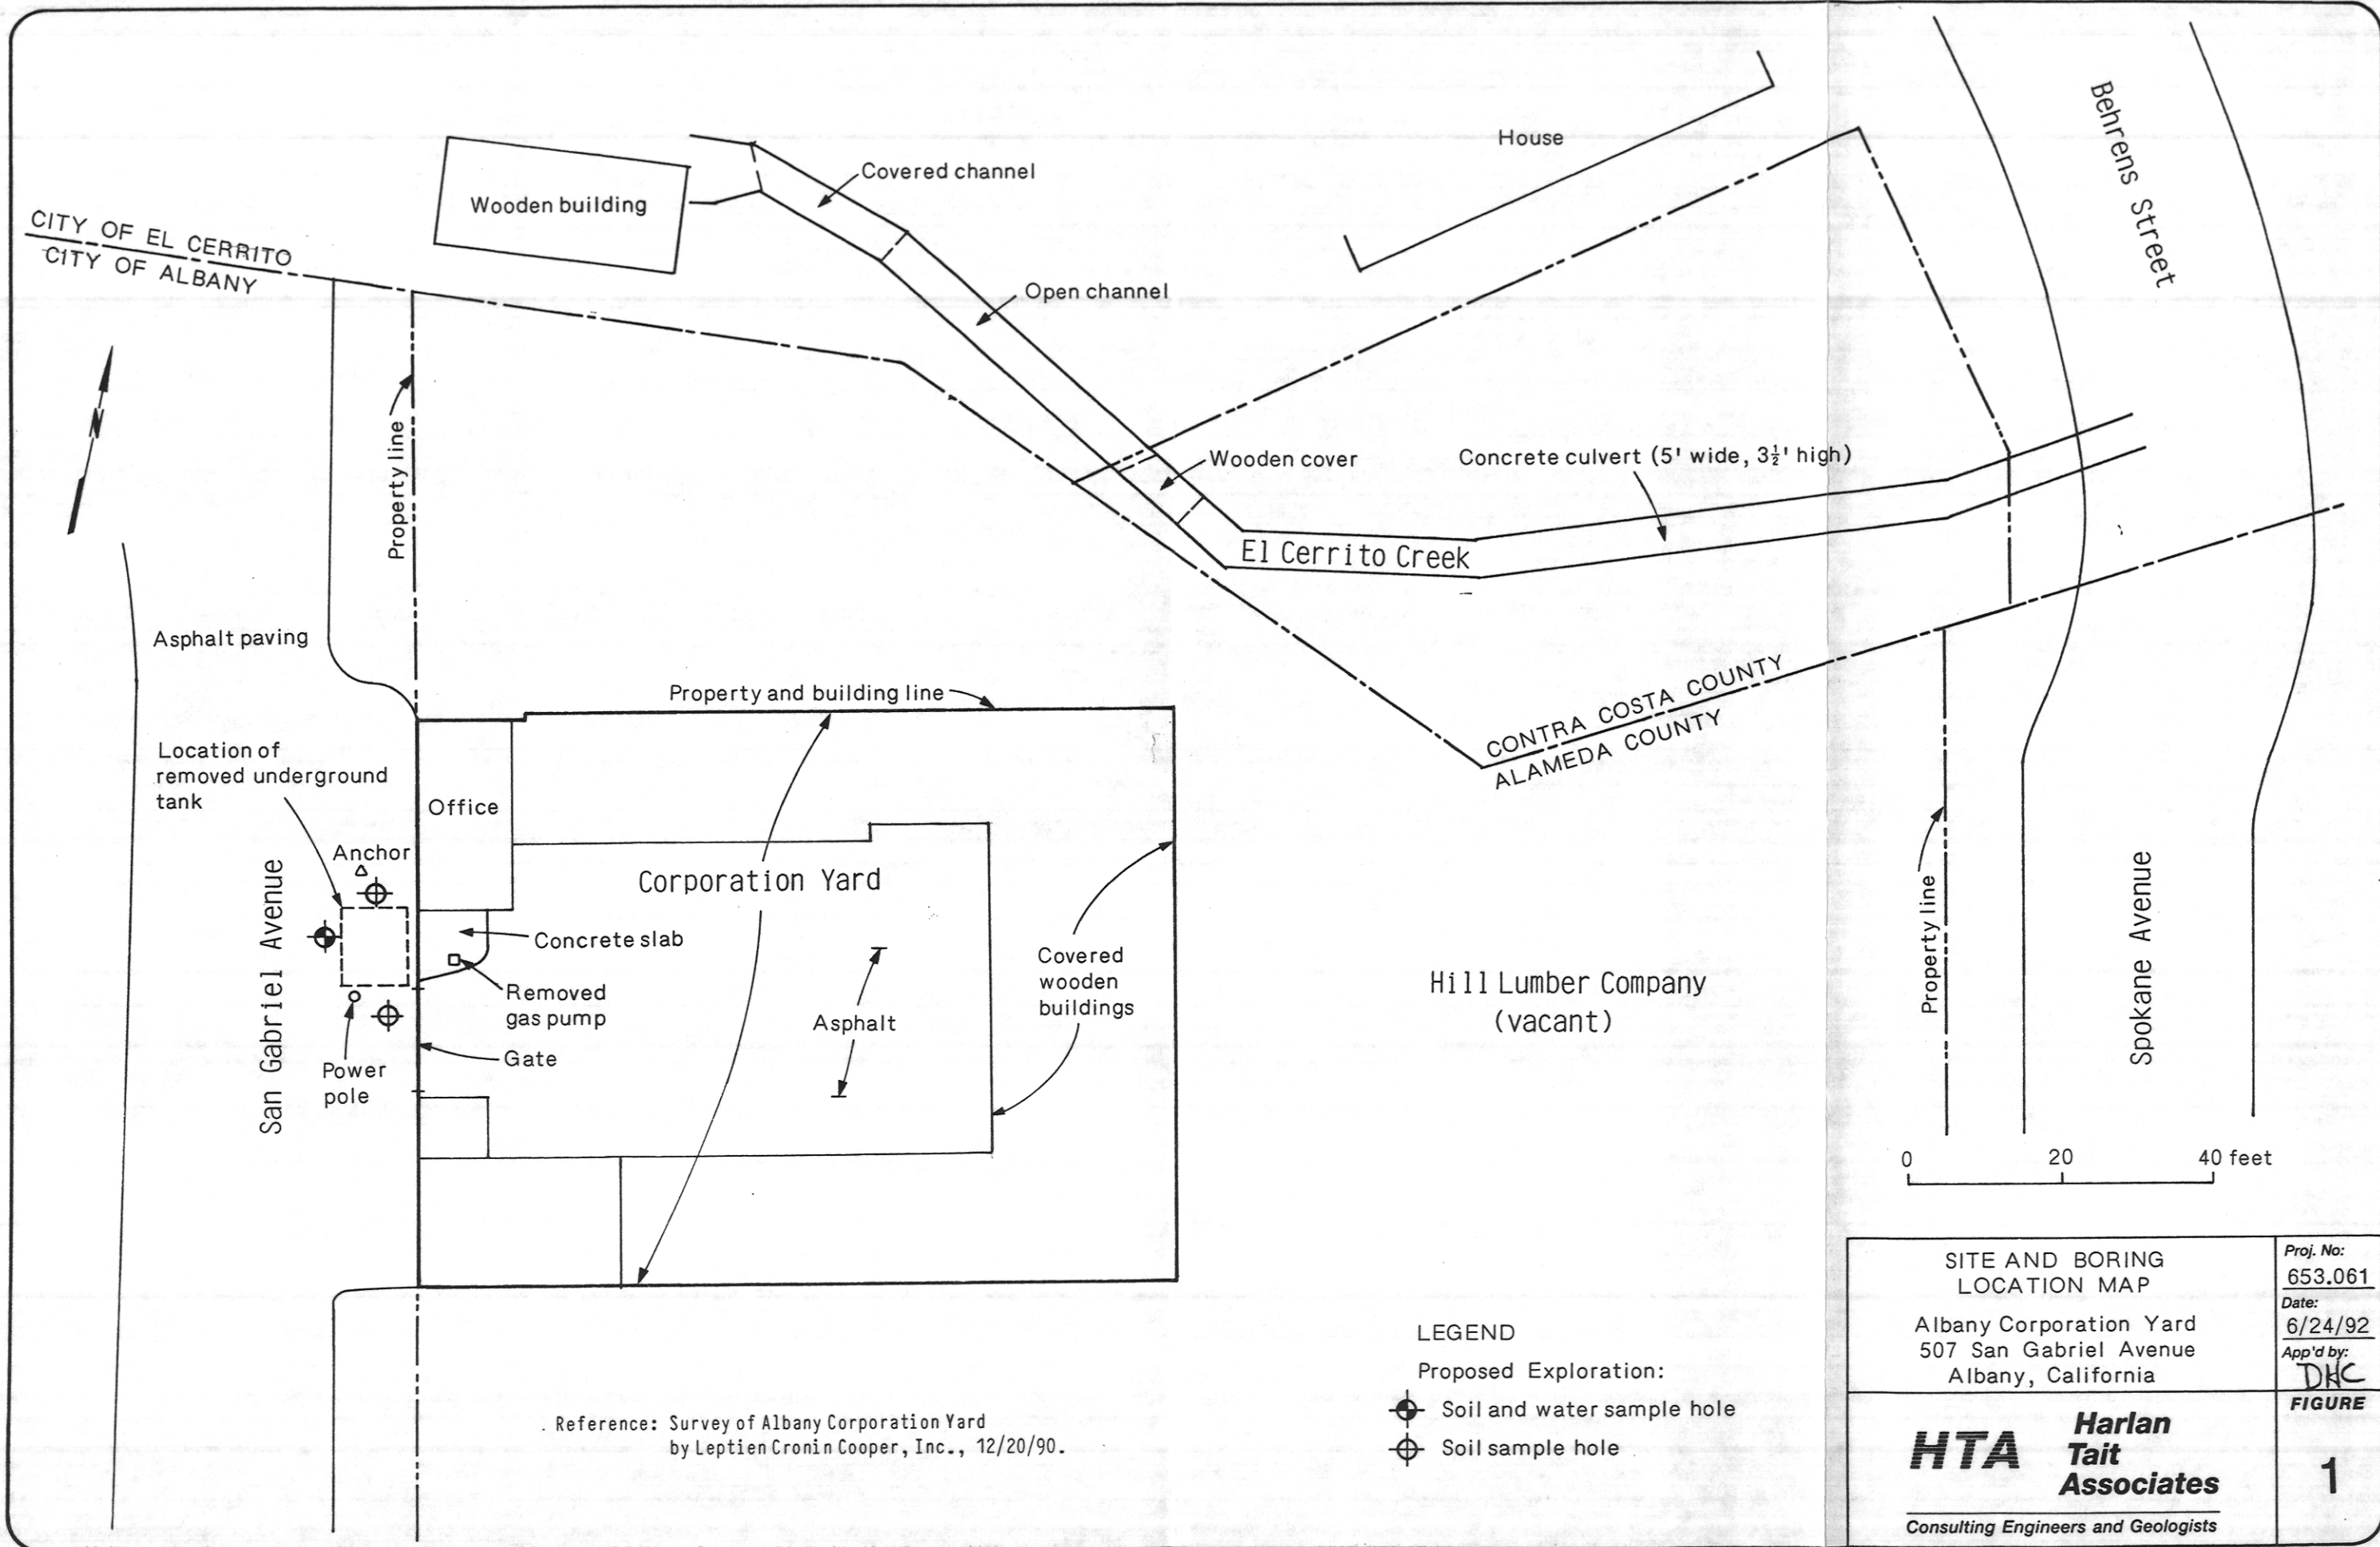 Behrens Street
House
Covered channel
Wooden building
CITY OF EL CERRITO
CITY OF ALBANY
Open channel
N
Property line
Wooden cover
Concrete culvert (5' wide, 3½' high)
El Cerrito Creek
Asphalt paving
Property and building line
CONTRA COSTA COUNTY
ALAMEDA COUNTY
Location of
removed underground
tank
Office
Anchor
Corporation Yard
San Gabriel Avenue
Concrete slab
Removed
gas pump
Gate
Power
pole
Asphalt
Covered
wooden
buildings
Hill Lumber Company
(vacant)
Property line
Spokane Avenue
0 20 40 feet
LEGEND
Proposed Exploration:
Soil and water sample hole
Soil sample hole
Reference: Survey of Albany Corporation Yard
by Leptien Cronin Cooper, Inc., 12/20/90.
SITE AND BORING
LOCATION MAP
Albany Corporation Yard
507 San Gabriel Avenue
Albany, California
Proj. No:
653.061
Date:
6/24/92
App'd by:
DHC
HTA
Harlan
Tait
Associates
Consulting Engineers and Geologists
FIGURE
1